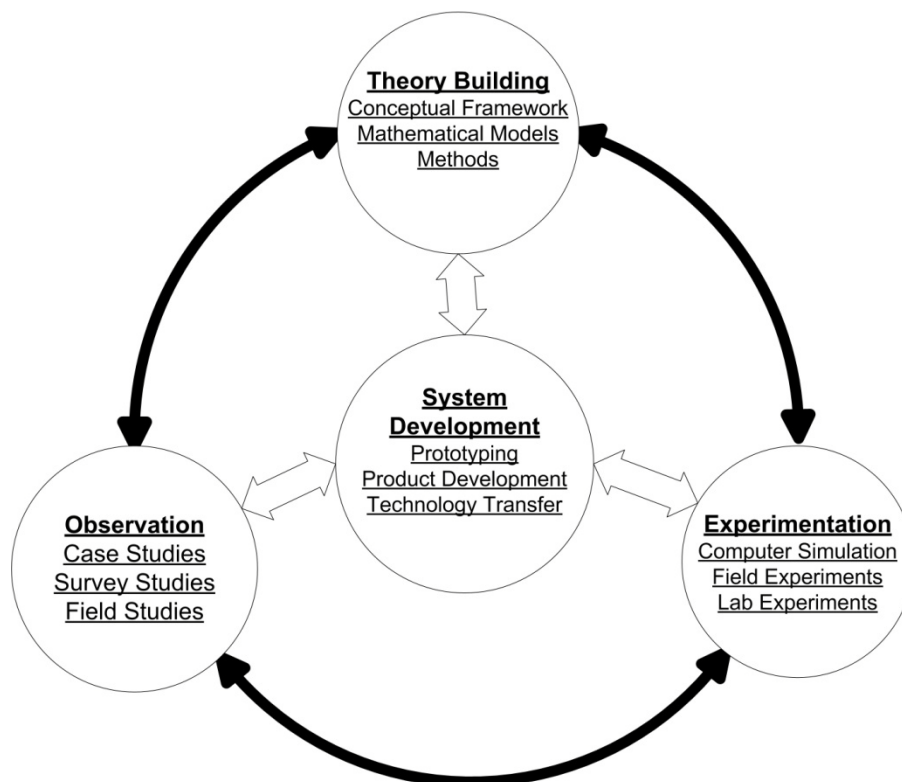 Theory Building
Conceptual Framework
Mathematical Models
Methods
System
Development
Prototyping
Product Development
Technology Transfer
Observation
Case Studies
Survey Studies
Field Studies
Experimentation
Computer Simulation
Field Experiments
Lab Experiments